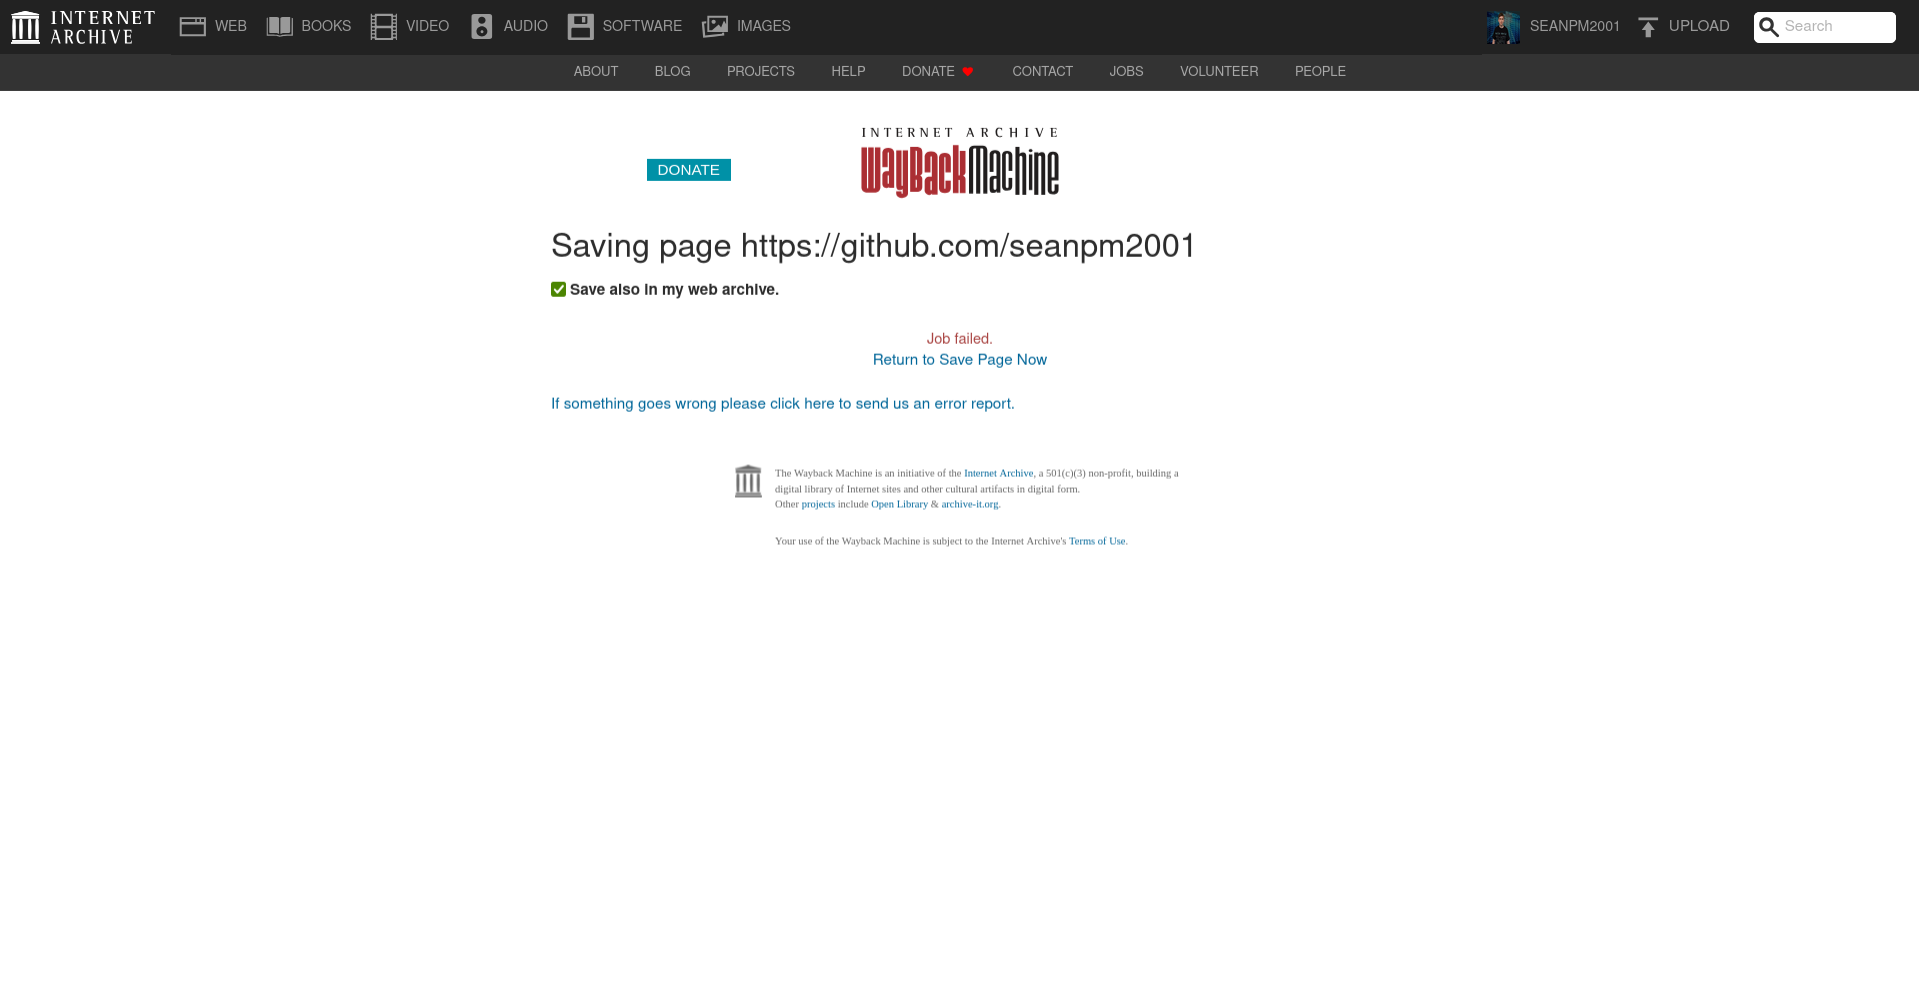 INTERNET ARCHIVE
WEB BOOKS VIDEO AUDIO SOFTWARE IMAGES SEANPM2001 UPLOAD Search
ABOUT BLOG PROJECTS HELP DONATE CONTACT JOBS VOLUNTEER PEOPLE
INTERNET ARCHIVE
DONATE
WayBackMachine
Saving page https://github.com/seanpm2001
Save also in my web archive.
Job failed.
Return to Save Page Now
If something goes wrong please click here to send us an error report.
The Wayback Machine is an initiative of the Internet Archive, a 501(c)(3) non-profit, building a
digital library of Internet sites and other cultural artifacts in digital form.
Other projects include Open Library & archive-it.org.
Your use of the Wayback Machine is subject to the Internet Archive's Terms of Use.